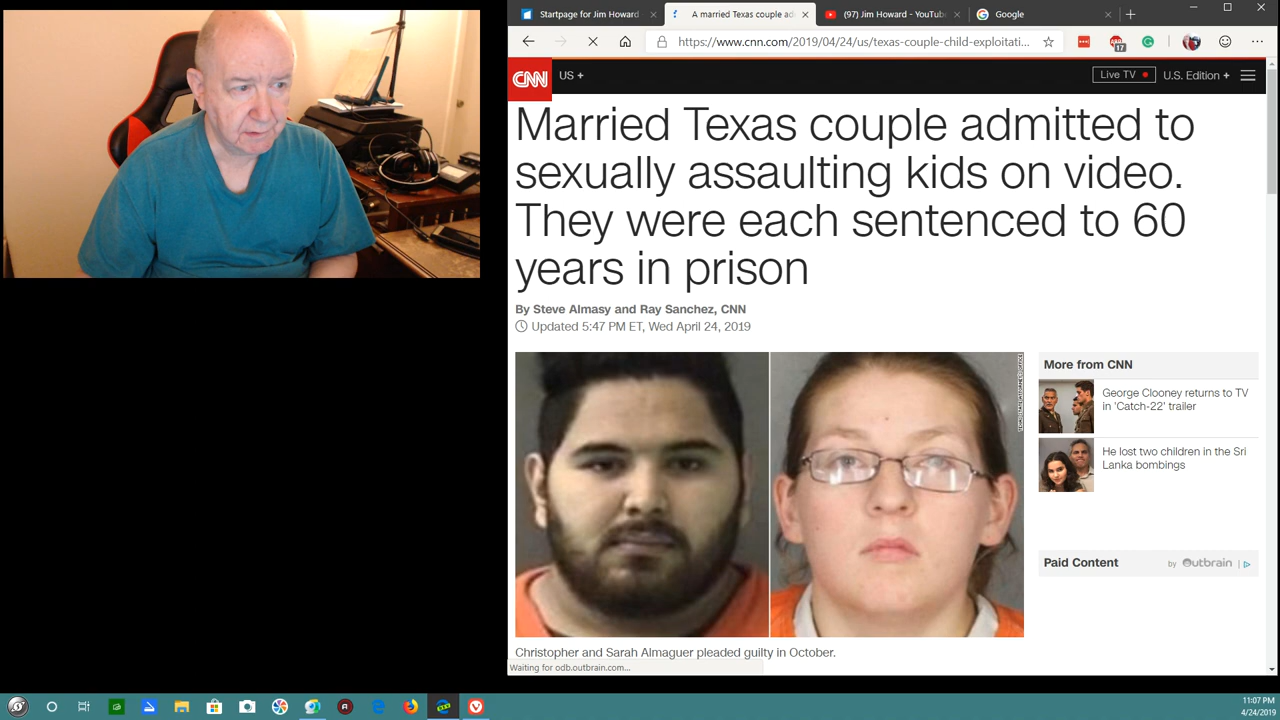 Startpage for Jim Howard
A married Texas couple ad
(97) Jim Howard - YouTub
Google
https://www.cnn.com/2019/04/24/us/texas-couple-child-exploitati...
17
CNN
US +
Live TV
U.S. Edition +
Married Texas couple admitted to
sexually assaulting kids on video.
They were each sentenced to 60
years in prison
By Steve Almasy and Ray Sanchez, CNN
Updated 5:47 PM ET, Wed April 24, 2019
More from CNN
George Clooney returns to TV
in 'Catch-22' trailer
He lost two children in the Sri
Lanka bombings
Paid Content
by Outbrain
Christopher and Sarah Almaguer pleaded guilty in October.
Waiting for odb.outbrain.com...
11:07 PM
4/24/2019